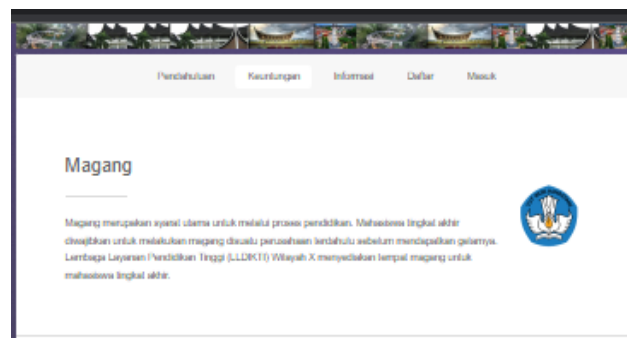 Pendahuluan Keuntungan Informasi Daftar Masuk
Magang
Magang merupakan syarat utama untuk melalui proses pendidikan. Mahasiswa tingkat akhir
diwajibkan untuk melakukan magang disuatu perusahaan terdahulu sebelum mendapatkan gelarnya.
Lembaga Layanan Pendidikan Tinggi (LLDIKTI) Wilayah X menyediakan tempat magang untuk
mahasiswa tingkat akhir.